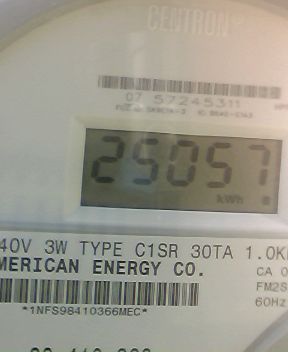 CENTRON
07 57245311
25057
kWh
40V 3W TYPE C1SR 30TA 1.0K
MERICAN ENERGY CO.
CA 0
FM2S
60Hz
*1NFS98410366MEC*